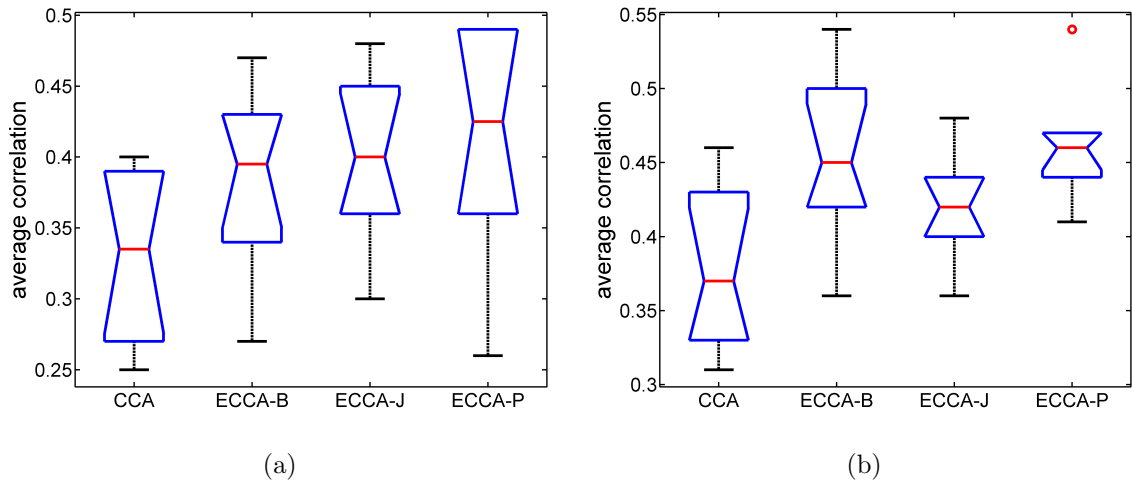 0.5
0.45
0.4
0.35
0.3
0.25
average correlation
CCA ECCA-B ECCA-J ECCA-P
(a)
0.55
0.5
0.45
0.4
0.35
0.3
average correlation
CCA ECCA-B ECCA-J ECCA-P
(b)